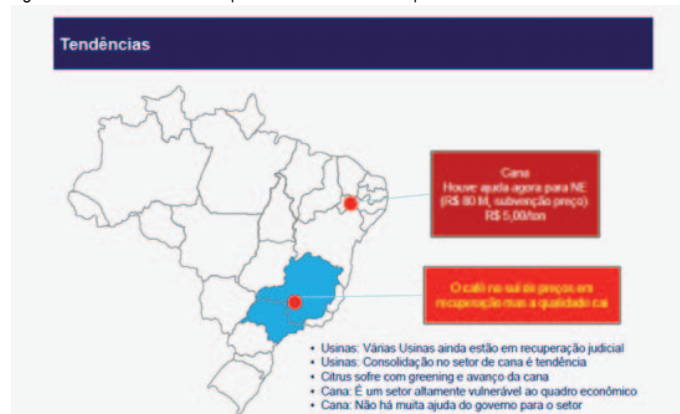 Tendências
Cana
Houve ajuda agora para NE
(R$ 80 M, subvenção preço)
R$ 5,00/ton
O café no sul de preços em
recuperação mas a qualidade cai
• Usinas: Várias Usinas ainda estão em recuperação judicial
• Usinas: Consolidação no setor de cana é tendência
• Citrus sofre com greening e avanço da cana
• Cana: É um setor altamente vulnerável ao quadro econômico
• Cana: Não há muita ajuda do governo para o setor